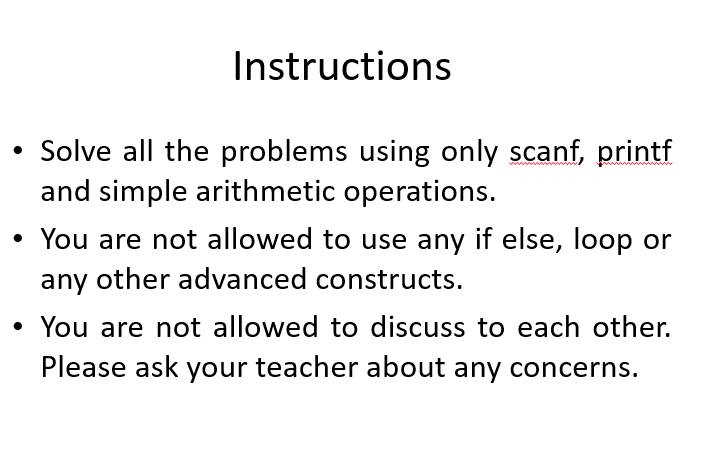 Instructions
• Solve all the problems using only scanf, printf
and simple arithmetic operations.
• You are not allowed to use any if else, loop or
any other advanced constructs.
• You are not allowed to discuss to each other.
Please ask your teacher about any concerns.